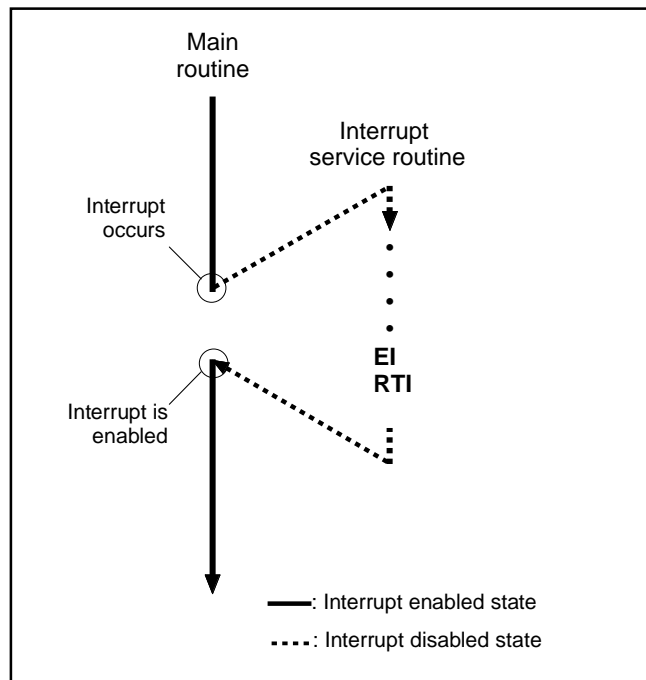 Main
routine
Interrupt
service routine
Interrupt
occurs
EI
RTI
Interrupt is
enabled
: Interrupt enabled state
: Interrupt disabled state